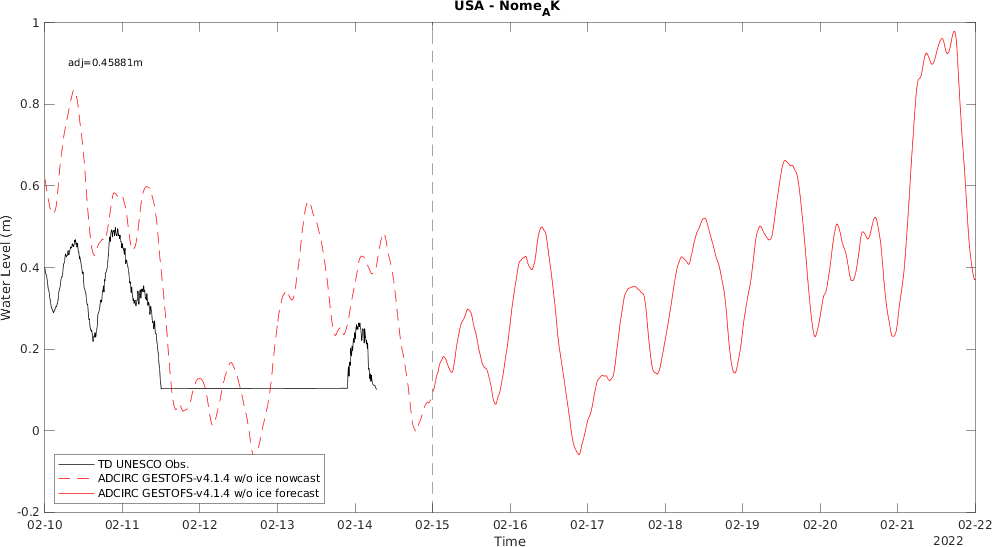 USA - Nome_AK
1
adj=0.45881m
0.8
0.6
0.4
0.2
0
-0.2
Water Level (m)
TD UNESCO Obs.
ADCIRC GESTOFS-v4.1.4 w/o ice nowcast
ADCIRC GESTOFS-v4.1.4 w/o ice forecast
02-10 02-11 02-12 02-13 02-14 02-15 02-16 02-17 02-18 02-19 02-20 02-21 02-22
Time
2022